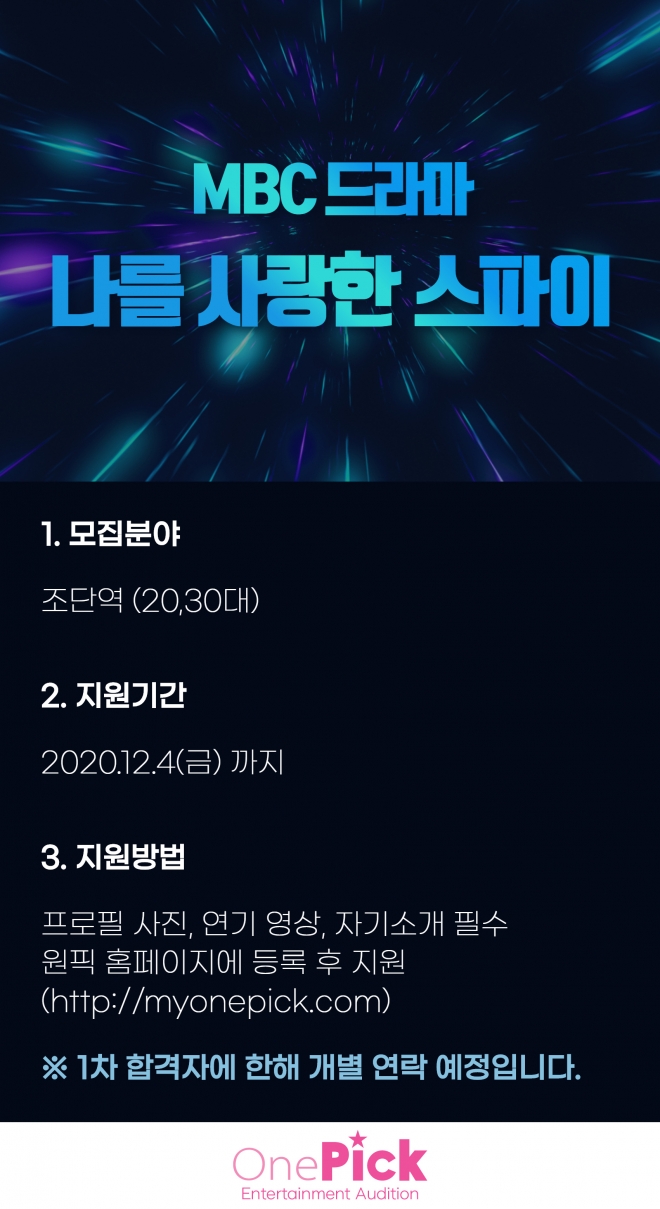 MBC 드라마
나를 사랑한 스파이
1. 모집분야
조단역 (20,30대)
2. 지원기간
2020.12.4(금) 까지
3. 지원방법
프로필 사진, 연기 영상, 자기소개 필수
원픽 홈페이지에 등록 후 지원
(http://myonepick.com)
※ 1차 합격자에 한해 개별 연락 예정입니다.
OnePick
Entertainment Audition